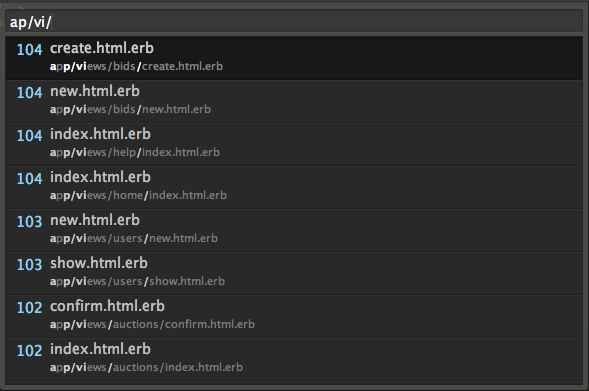 ap/vi/
104 create.html.erb
app/views/bids/create.html.erb
104 new.html.erb
app/views/bids/new.html.erb
104 index.html.erb
app/views/help/index.html.erb
104 index.html.erb
app/views/home/index.html.erb
103 new.html.erb
app/views/users/new.html.erb
103 show.html.erb
app/views/users/show.html.erb
102 confirm.html.erb
app/views/auctions/confirm.html.erb
102 index.html.erb
app/views/auctions/index.html.erb